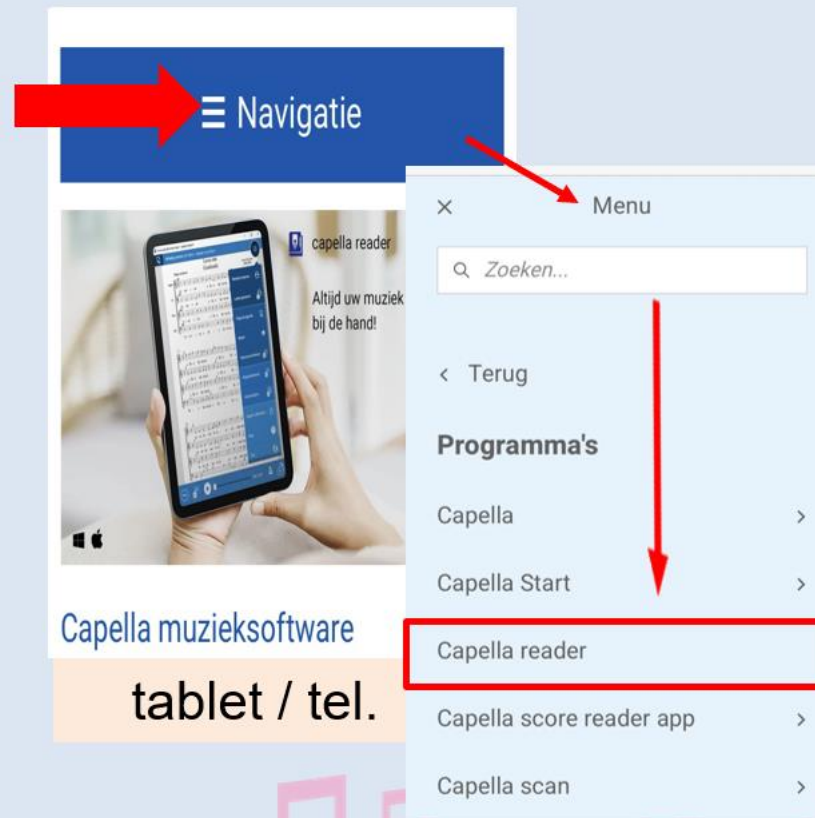 ☰ Navigatie
capella reader
Altijd uw muziek
bij de hand!
Capella muzieksoftware
tablet / tel.
× Menu
Zoeken...
< Terug
Programma's
Capella >
Capella Start >
Capella reader
Capella score reader app >
Capella scan >